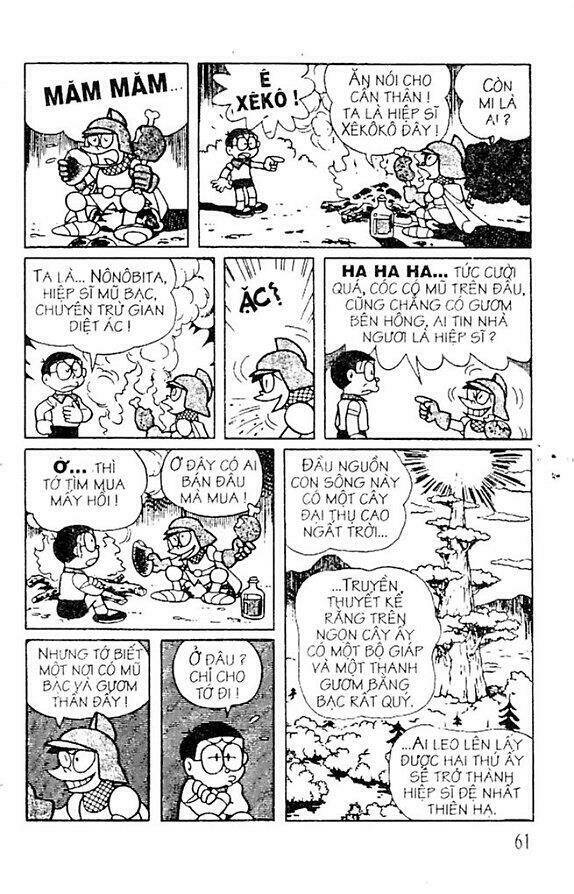 MĂM MĂM...
Ê
XÊKÔ !
ĂN NÓI CHO
CẨN THẬN !
TA LÀ HIỆP SĨ
XÊKÔKÔ ĐÂY !
CÒN
MI LÀ
AI ?
TA LÀ... NÔNÔBITA,
HIỆP SĨ MŨ BẠC,
CHUYÊN TRỪ GIAN
DIỆT ÁC !
ẶC !
HA HA HA... TỨC CƯỜI
QUÁ, CÓC CÓ MŨ TRÊN ĐẦU,
CŨNG CHẲNG CÓ GƯƠM
BÊN HÔNG, AI TIN NHÀ
NGƯƠI LÀ HIỆP SĨ ?
Ờ... THÌ
TỚ TÌM MUA
MẤY HỒI !
Ở ĐÂY CÓ AI
BÁN ĐÂU
MÀ MUA !
ĐẦU NGUỒN
CON SÔNG NÀY
CÓ MỘT CÂY
ĐẠI THỤ CAO
NGẤT TRỜI...
...TRUYỀN
THUYẾT KỂ
RẰNG TRÊN
NGỌN CÂY ẤY
CÓ MỘT BỘ GIÁP
VÀ MỘT THANH
GƯƠM BẰNG
BẠC RẤT QUÝ.
...AI LEO LÊN LẤY
ĐƯỢC HAI THỨ ẤY
SẼ TRỞ THÀNH
HIỆP SĨ ĐỆ NHẤT
THIÊN HẠ.
NHƯNG TỚ BIẾT
MỘT NƠI CÓ MŨ
BẠC VÀ GƯƠM
THẦN ĐẤY !
Ở ĐÂU ?
CHỈ CHO
TỚ ĐI !
61